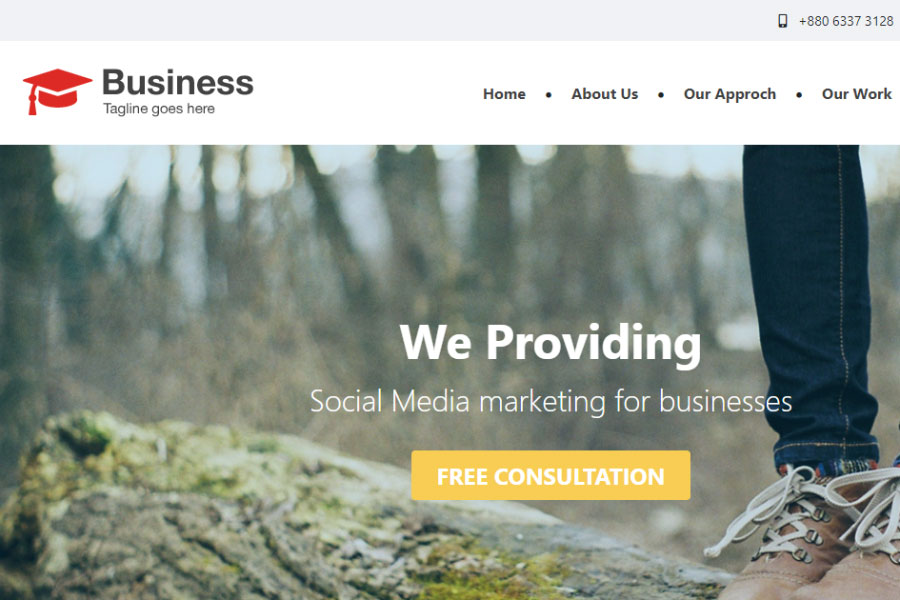 +880 6337 3128
Business
Tagline goes here
Home • About Us • Our Approch • Our Work
We Providing
Social Media marketing for businesses
FREE CONSULTATION